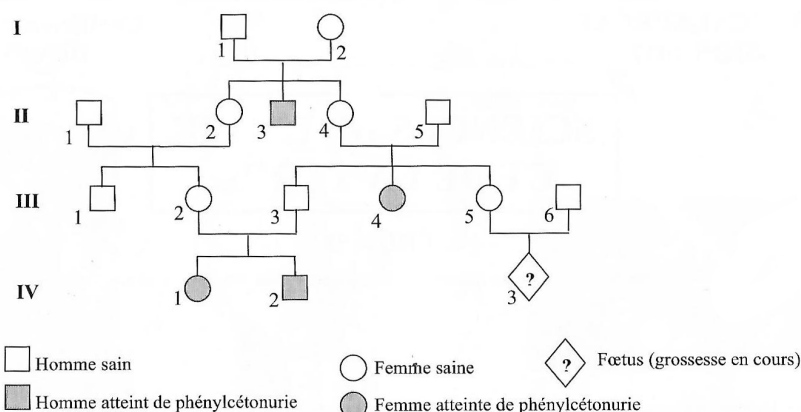 I
1 2
II
1 2 3 4 5
III
1 2 3 4 5 6
IV
1 2 3 ?
Homme sain
Femme saine
? Fœtus (grossesse en cours)
Homme atteint de phénylcétonurie
Femme atteinte de phénylcétonurie